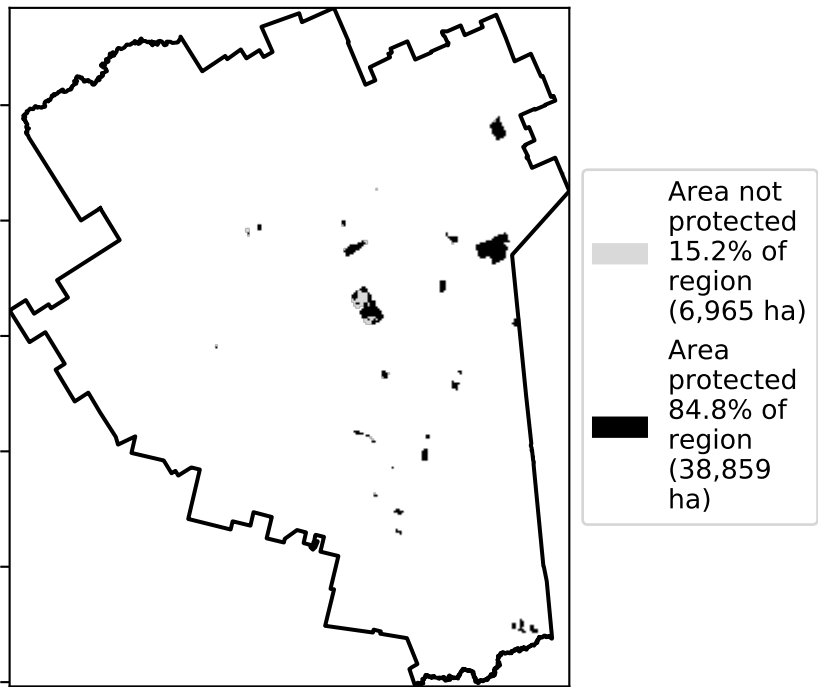 Area not
protected
15.2% of
region
(6,965 ha)
Area
protected
84.8% of
region
(38,859
ha)